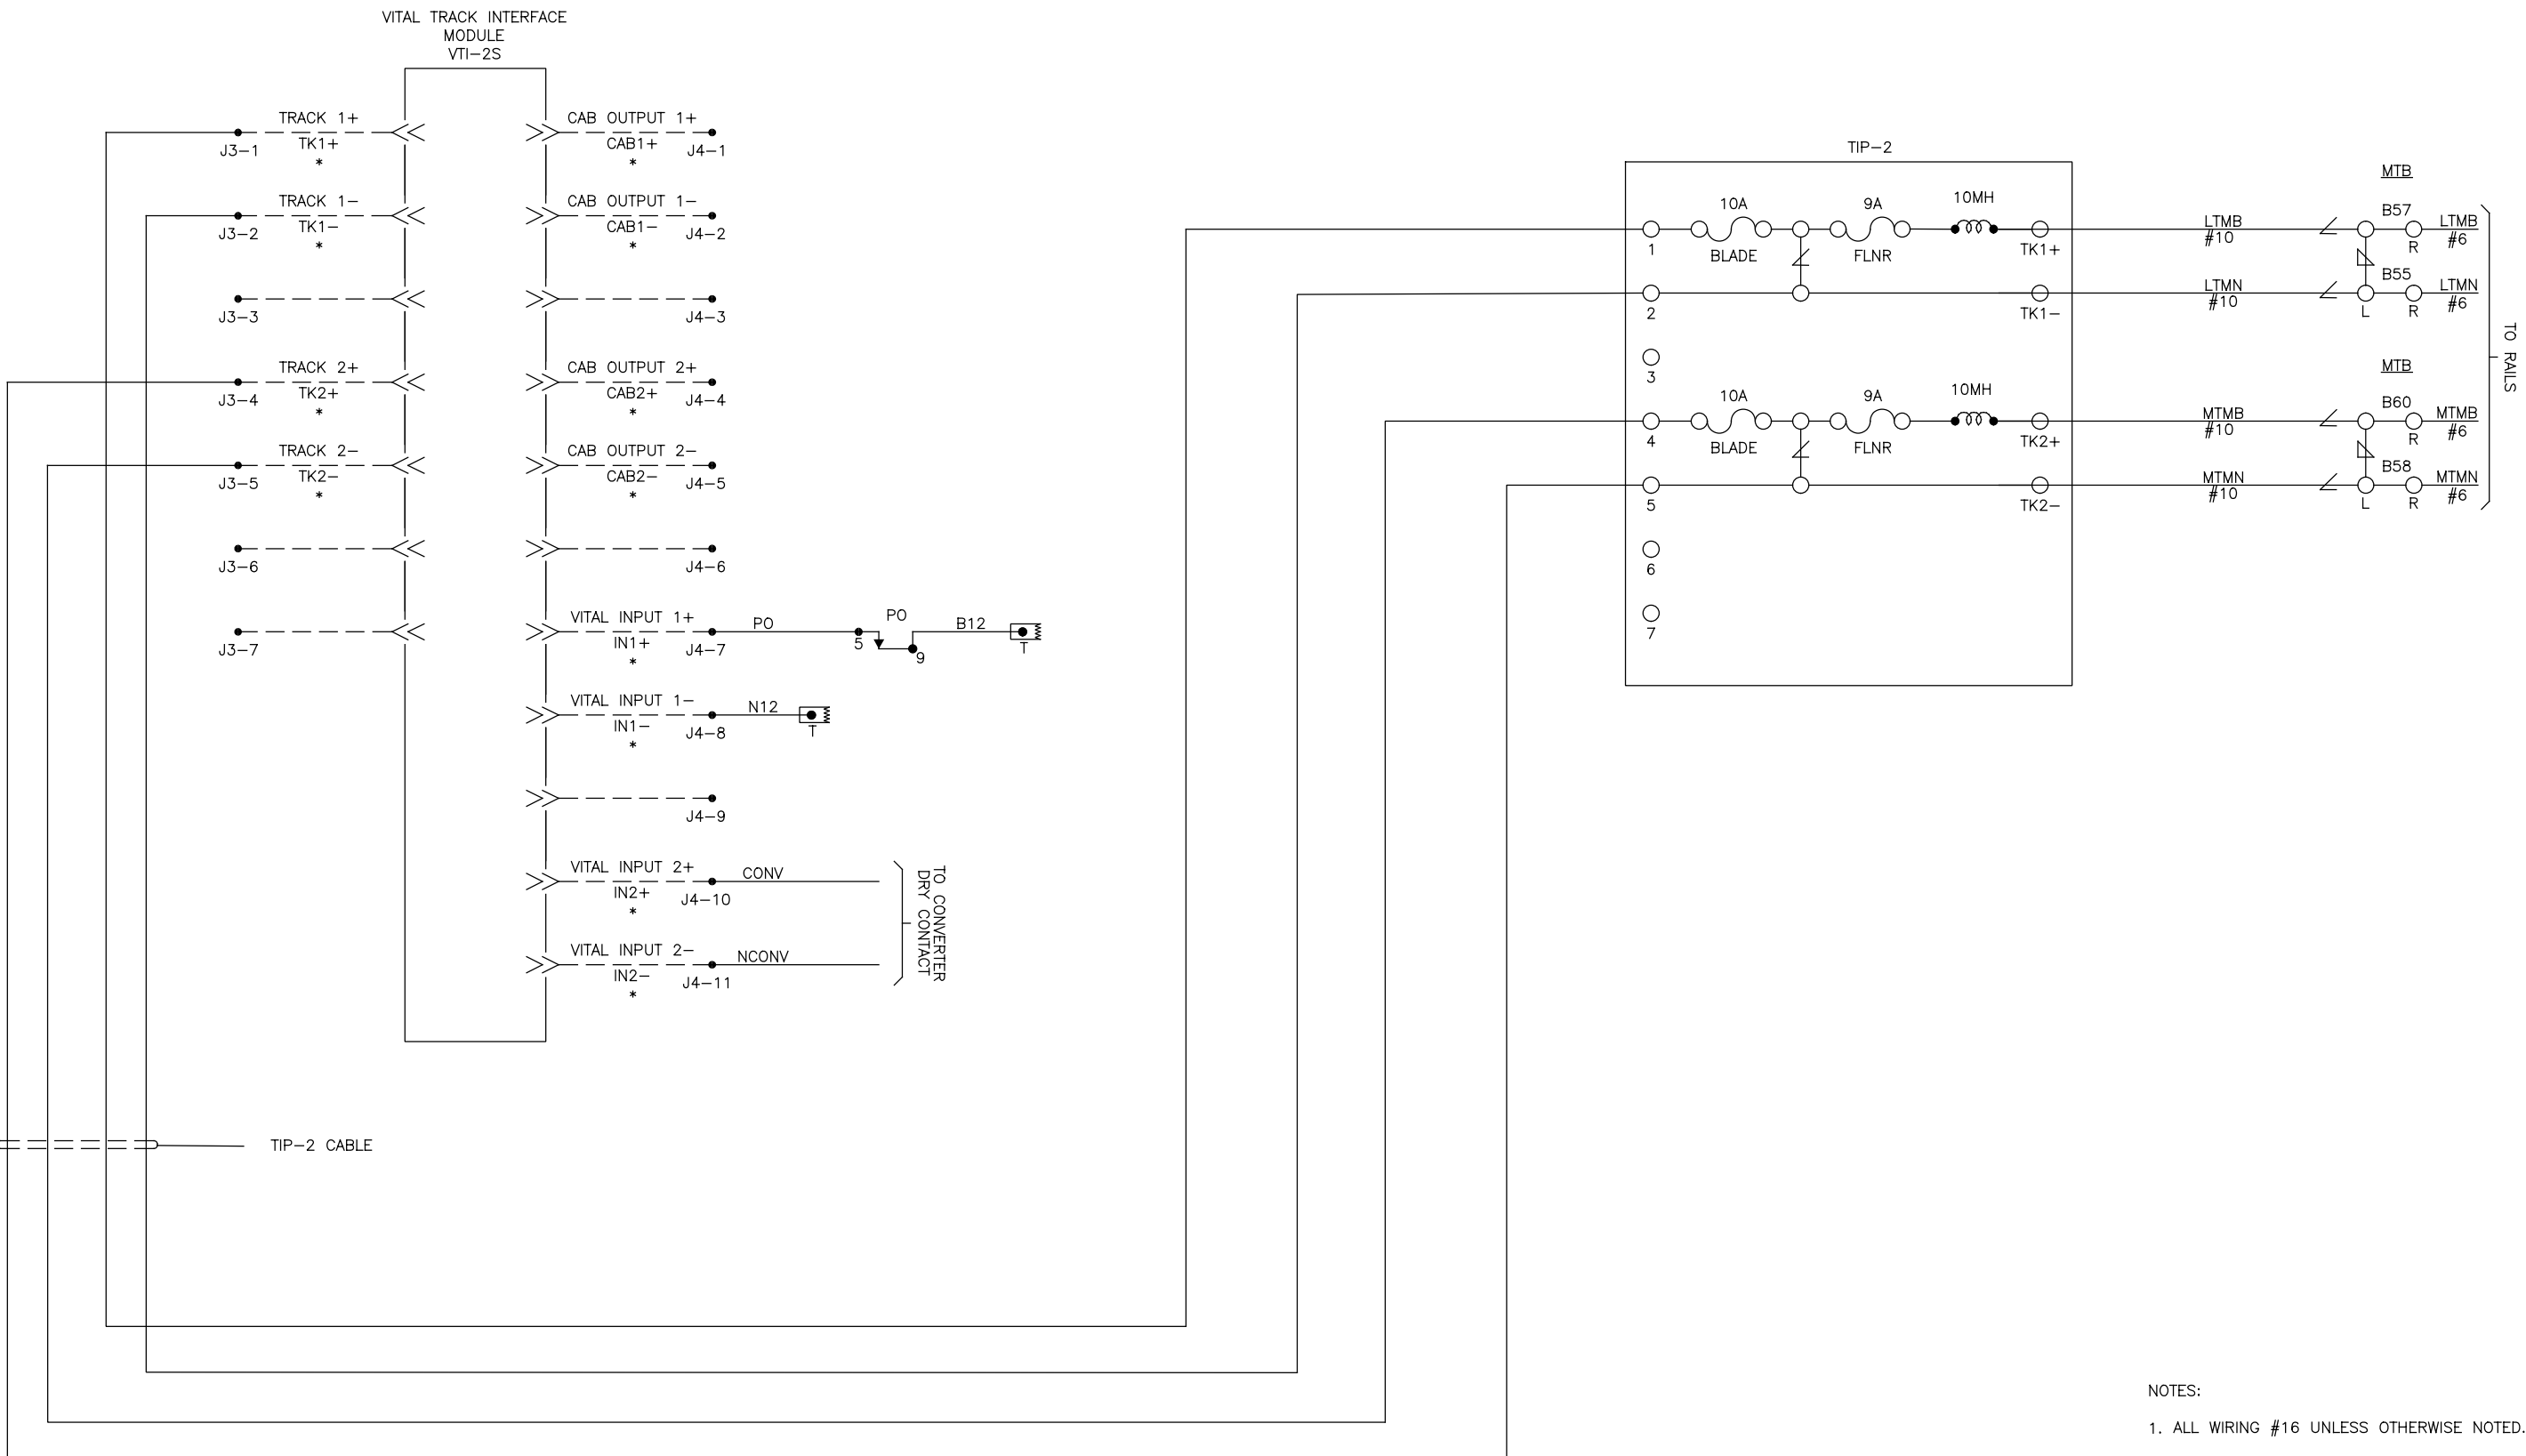 VITAL TRACK INTERFACE
MODULE
VTI-2S
TRACK 1+
TK1+
*
J3-1
TRACK 1-
TK1-
*
J3-2
J3-3
TRACK 2+
TK2+
*
J3-4
TRACK 2-
TK2-
*
J3-5
J3-6
J3-7
CAB OUTPUT 1+
CAB1+
*
J4-1
CAB OUTPUT 1-
CAB1-
*
J4-2
J4-3
CAB OUTPUT 2+
CAB2+
*
J4-4
CAB OUTPUT 2-
CAB2-
*
J4-5
J4-6
VITAL INPUT 1+
IN1+
*
J4-7
PO
5
PO
9
B12
T
VITAL INPUT 1-
IN1-
*
J4-8
N12
T
J4-9
VITAL INPUT 2+
IN2+
*
J4-10
CONV
VITAL INPUT 2-
IN2-
*
J4-11
NCONV
TO CONVERTER
DRY CONTACT
TIP-2 CABLE
TIP-2
1
10A
BLADE
9A
FLNR
10MH
TK1+
2
TK1-
3
4
10A
BLADE
9A
FLNR
10MH
TK2+
5
TK2-
6
7
MTB
LTMB
#10
B57
R
LTMB
#6
LTMN
#10
B55
L
R
LTMN
#6
MTB
MTMB
#10
B60
R
MTMB
#6
MTMN
#10
B58
L
R
MTMN
#6
TO RAILS
NOTES:
1. ALL WIRING #16 UNLESS OTHERWISE NOTED.